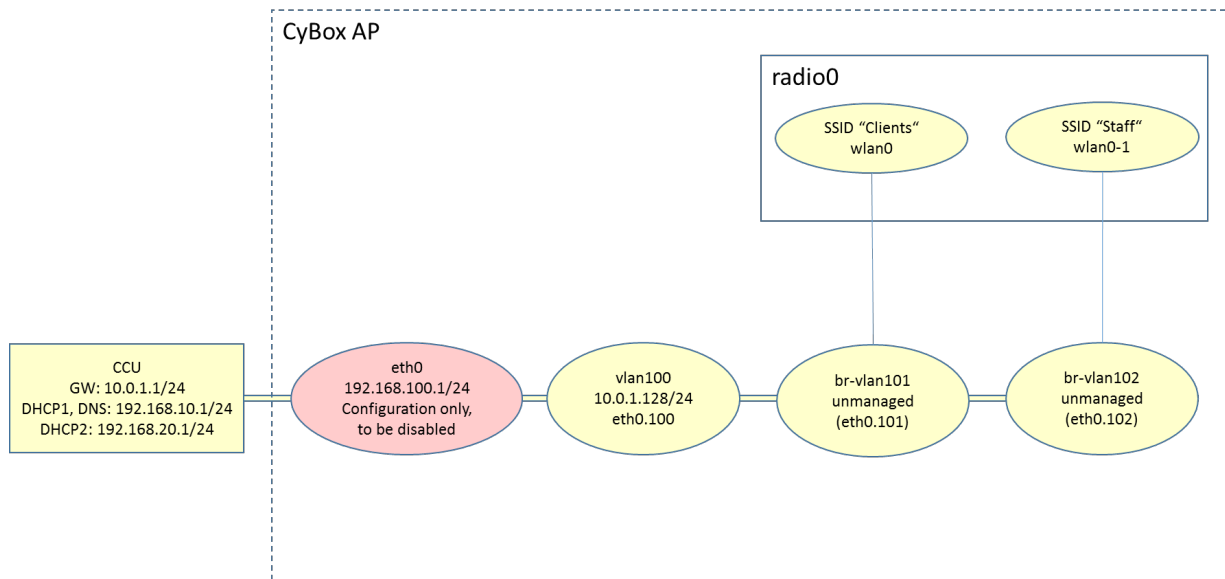 CyBox AP
radio0
SSID “Clients“
wlan0
SSID “Staff“
wlan0-1
CCU
GW: 10.0.1.1/24
DHCP1, DNS: 192.168.10.1/24
DHCP2: 192.168.20.1/24
eth0
192.168.100.1/24
Configuration only,
to be disabled
vlan100
10.0.1.128/24
eth0.100
br-vlan101
unmanaged
(eth0.101)
br-vlan102
unmanaged
(eth0.102)